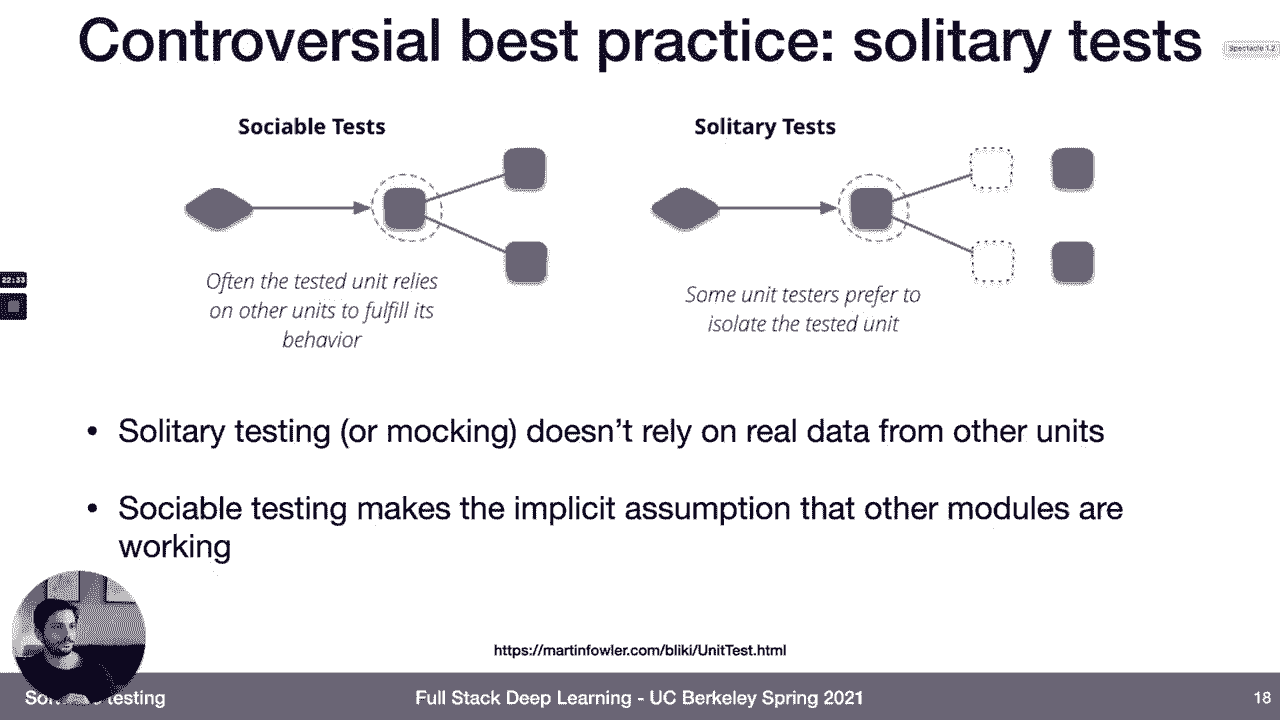 Controversial best practice: solitary tests
Spectacle 1.2
Sociable Tests
Solitary Tests
Often the tested unit relies
on other units to fulfill its
behavior
Some unit testers prefer to
isolate the tested unit
22:33
• Solitary testing (or mocking) doesn’t rely on real data from other units
• Sociable testing makes the implicit assumption that other modules are
working
https://martinfowler.com/bliki/UnitTest.html
testing
Full Stack Deep Learning - UC Berkeley Spring 2021
18